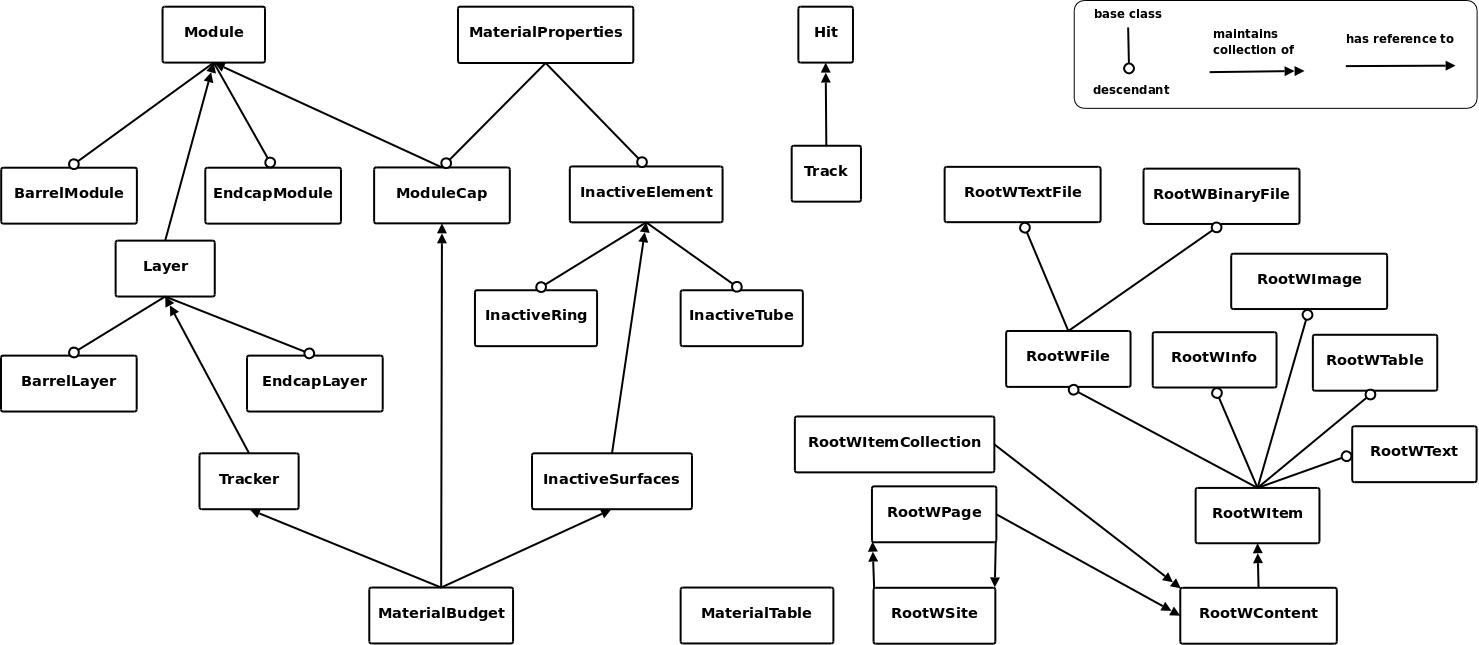 Module
MaterialProperties
Hit
base class
maintains
collection of
has reference to
descendant
BarrelModule
EndcapModule
ModuleCap
InactiveElement
Track
RootWTextFile
RootWBinaryFile
Layer
RootWImage
InactiveRing
InactiveTube
RootWFile
RootWInfo
RootWTable
BarrelLayer
EndcapLayer
RootWItemCollection
RootWText
Tracker
InactiveSurfaces
RootWPage
RootWItem
MaterialBudget
MaterialTable
RootWSite
RootWContent